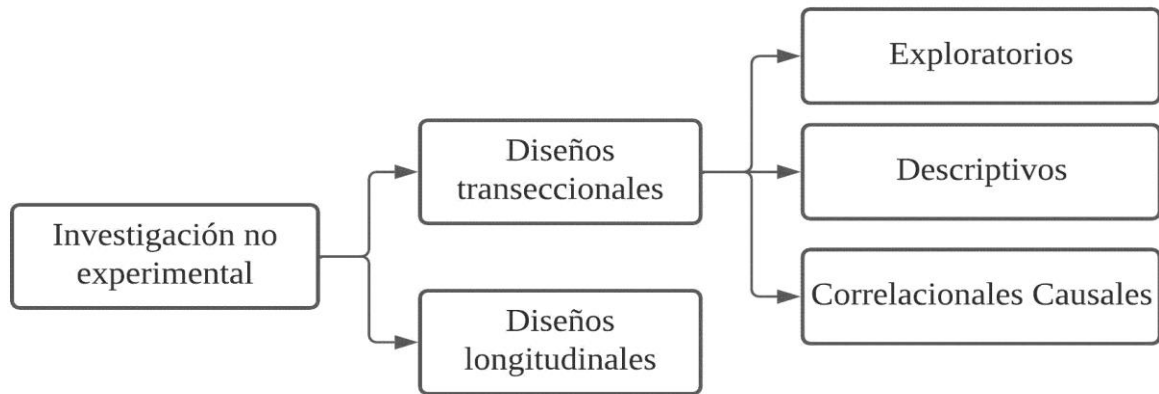 Investigación no
experimental
Diseños
transeccionales
Diseños
longitudinales
Exploratorios
Descriptivos
Correlacionales Causales